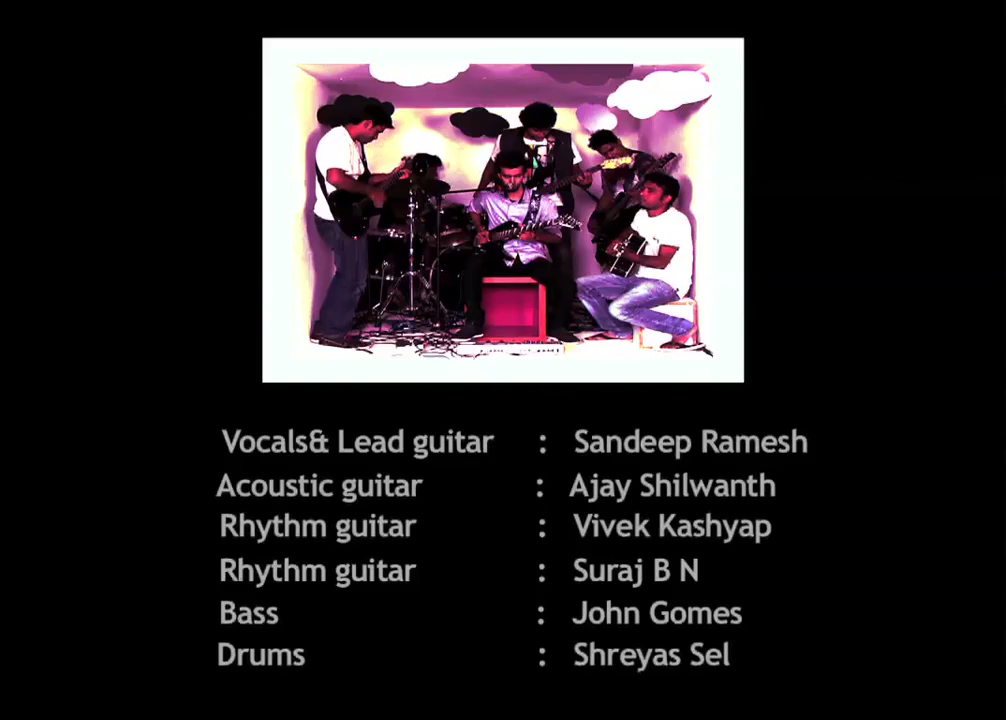 Vocals& Lead guitar : Sandeep Ramesh
Acoustic guitar : Ajay Shilwanth
Rhythm guitar : Vivek Kashyap
Rhythm guitar : Suraj B N
Bass : John Gomes
Drums : Shreyas Sel